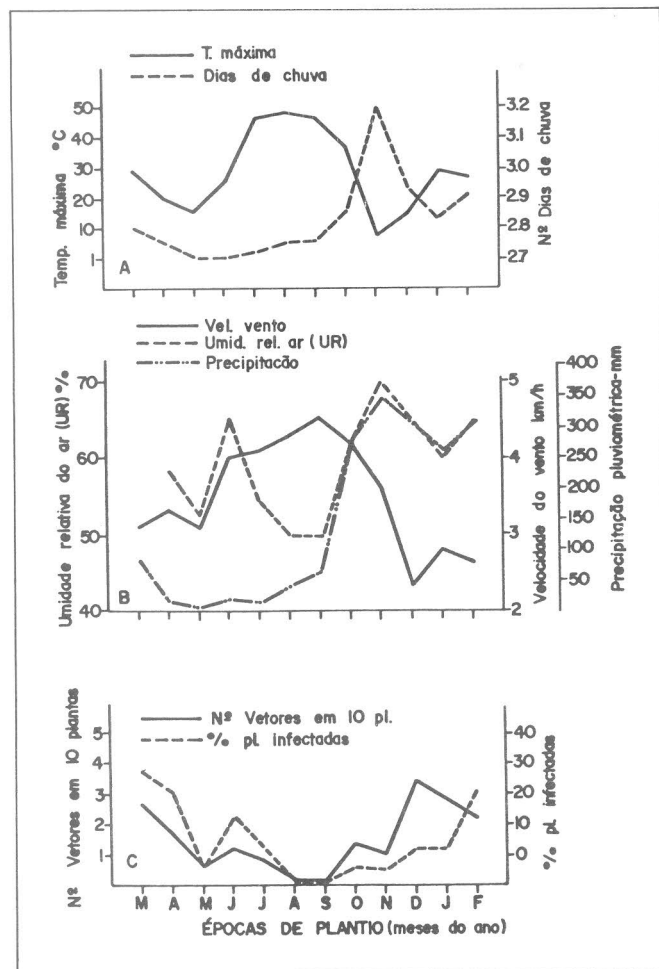 T. máxima
Dias de chuva
Temp. máxima °C
50
40
30
20
10
1
3.2
3.1
3.0
2.9
2.8
2.7
Nº Dias de chuva
A
Vel. vento
Umid. rel. ar (UR)
Precipitacão
Umidade relativa do ar (UR) %
70
60
50
40
5
4
3
2
Velocidade do vento km/h
400
350
300
250
200
150
100
50
Precipitação pluviométrica-mm
B
Nº Vetores em 10 pl.
% pl. infectadas
Nº Vetores em 10 plantas
5
4
3
2
1
40
30
20
10
0
% pl. infectadas
C
M A M J J A S O N D J F
ÉPOCAS DE PLANTIO (meses do ano)